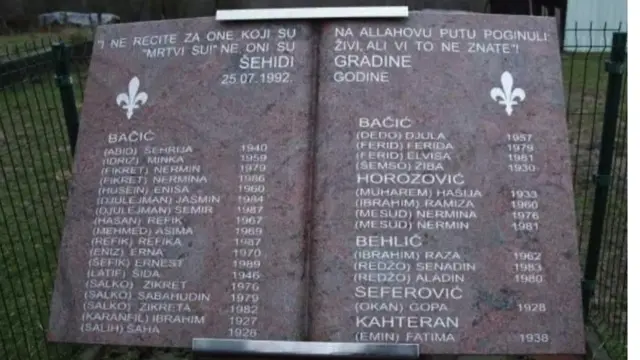 "I NE RECITE ZA ONE KOJI SU
"MRTVI SU!" NE, ONI SU
ŠEHIDI
25.07.1992.
BAČIĆ
(ABID) ŠEHRIJA 1940
(IDRIZ) MINKA 1959
(FIKRET) NERMIN 1979
(FIKRET) NERMINA 1986
(HUSEIN) ENISA 1960
(DJULEJMAN) JASMIN 1984
(DJULEJMAN) SEMIR 1987
(HASAN) REFIK 1967
(MEHMED) ASIMA 1969
(REFIK) REFIKA 1987
(ENIZ) ERNA 1970
(ŠEFIK) ERNEST 1989
(LATIF) ŠIDA 1946
(SALKO) ZIKRET 1976
(SALKO) SABAHUDIN 1979
(SALKO) ZIKRETA 1982
(KARANFIL) IBRAHIM 1927
(SALIH) ŠAHA 1926
NA ALLAHOVU PUTU POGINULI:
ŽIVI, ALI VI TO NE ZNATE"!
GRADINE
GODINE
BAČIĆ
(DEDO) DJULA 1957
(FERID) FERIDA 1979
(FERID) ELVISA 1981
(ŠEMSO) ZIBA 1930
HOROZOVIĆ
(MUHAREM) HAŠIJA 1933
(IBRAHIM) RAMIZA 1960
(MESUD) NERMINA 1976
(MESUD) NERMIN 1981
BEHLIĆ
(IBRAHIM) RAZA 1962
(REDŽO) SENADIN 1983
(REDŽO) ALADIN 1980
SEFEROVIĆ
(OKAN) GOPA 1928
KAHTERAN
(EMIN) FATIMA 1938